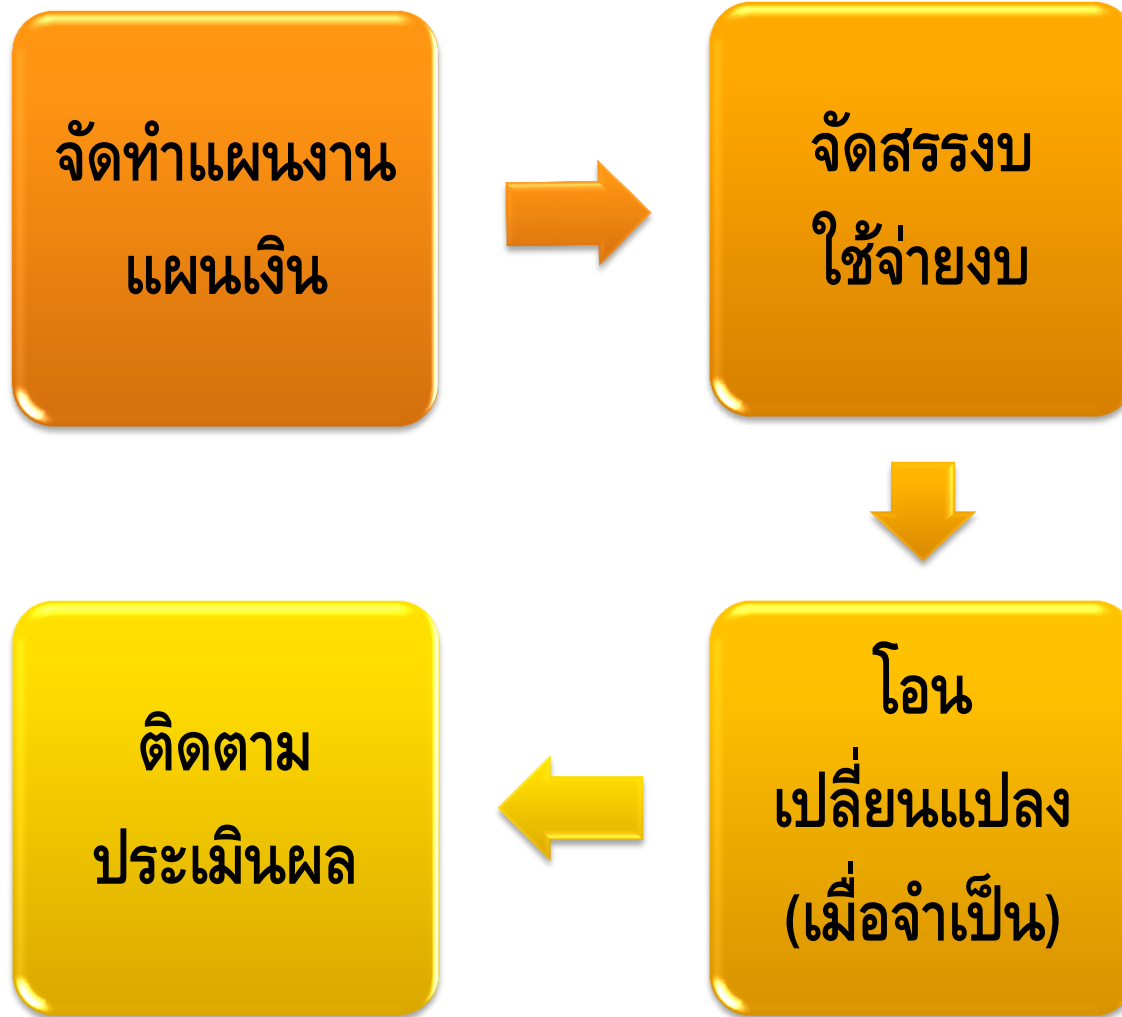 จัดทำแผนงาน
แผนเงิน
จัดสรรงบ
ใช้จ่ายงบ
โอน
เปลี่ยนแปลง
(เมื่อจำเป็น)
ติดตาม
ประเมินผล